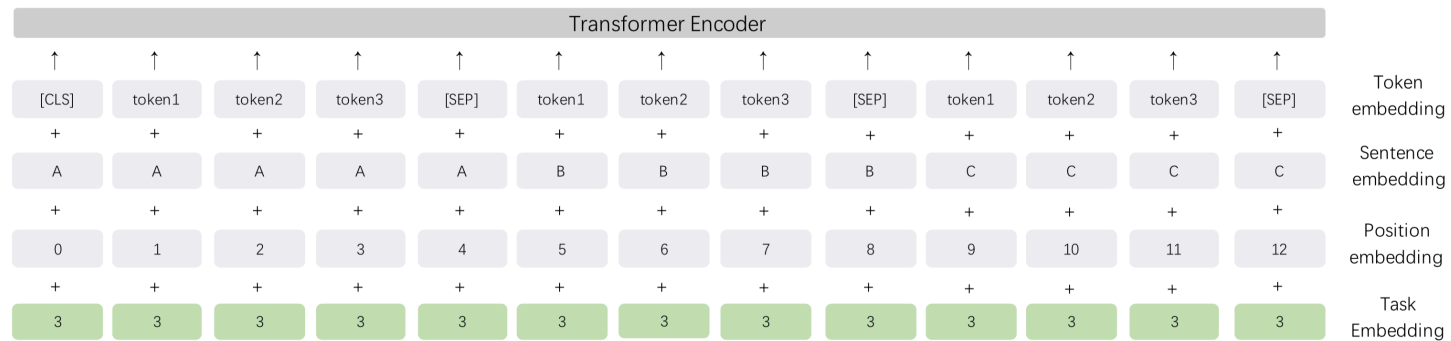 Transformer Encoder
↑ ↑ ↑ ↑ ↑ ↑ ↑ ↑ ↑ ↑ ↑ ↑ ↑
[CLS] token1 token2 token3 [SEP] token1 token2 token3 [SEP] token1 token2 token3 [SEP] Token embedding
+ + + + + + + + + + + + +
A A A A A B B B B C C C C Sentence embedding
+ + + + + + + + + + + + +
0 1 2 3 4 5 6 7 8 9 10 11 12 Position embedding
+ + + + + + + + + + + + +
3 3 3 3 3 3 3 3 3 3 3 3 3 Task Embedding